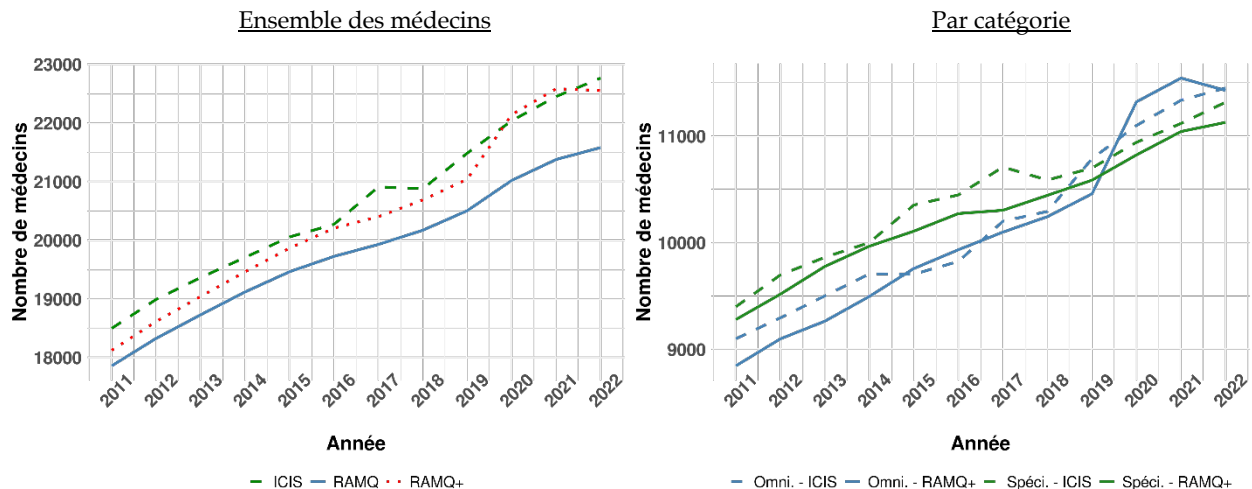 Ensemble des médecins
Nombre de médecins
23000
22000
21000
20000
19000
18000
2011 2012 2013 2014 2015 2016 2017 2018 2019 2020 2021 2022
Année
ICIS RAMQ RAMQ+
Par catégorie
Nombre de médecins
11000
10000
9000
2011 2012 2013 2014 2015 2016 2017 2018 2019 2020 2021 2022
Année
Omni. - ICIS Omni. - RAMQ+ Spéci. - ICIS Spéci. - RAMQ+